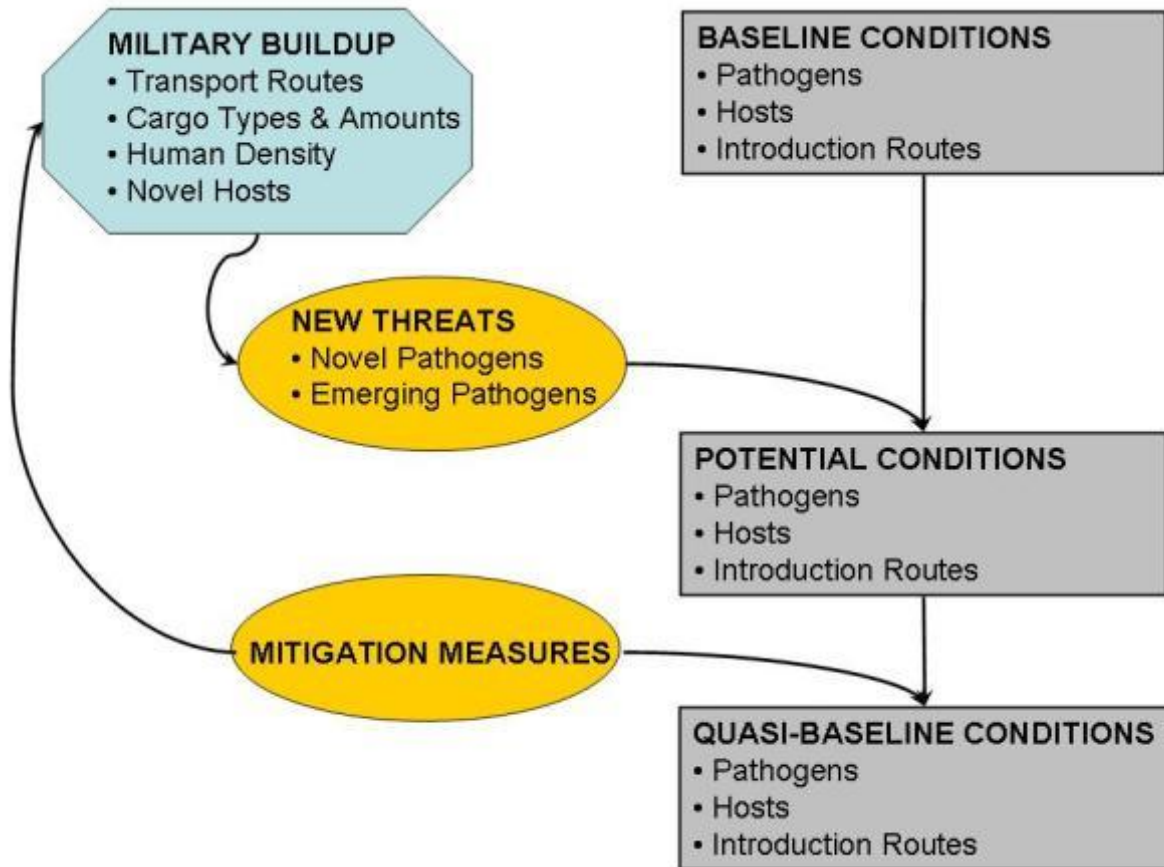 MILITARY BUILDUP
• Transport Routes
• Cargo Types & Amounts
• Human Density
• Novel Hosts
BASELINE CONDITIONS
• Pathogens
• Hosts
• Introduction Routes
NEW THREATS
• Novel Pathogens
• Emerging Pathogens
POTENTIAL CONDITIONS
• Pathogens
• Hosts
• Introduction Routes
MITIGATION MEASURES
QUASI-BASELINE CONDITIONS
• Pathogens
• Hosts
• Introduction Routes